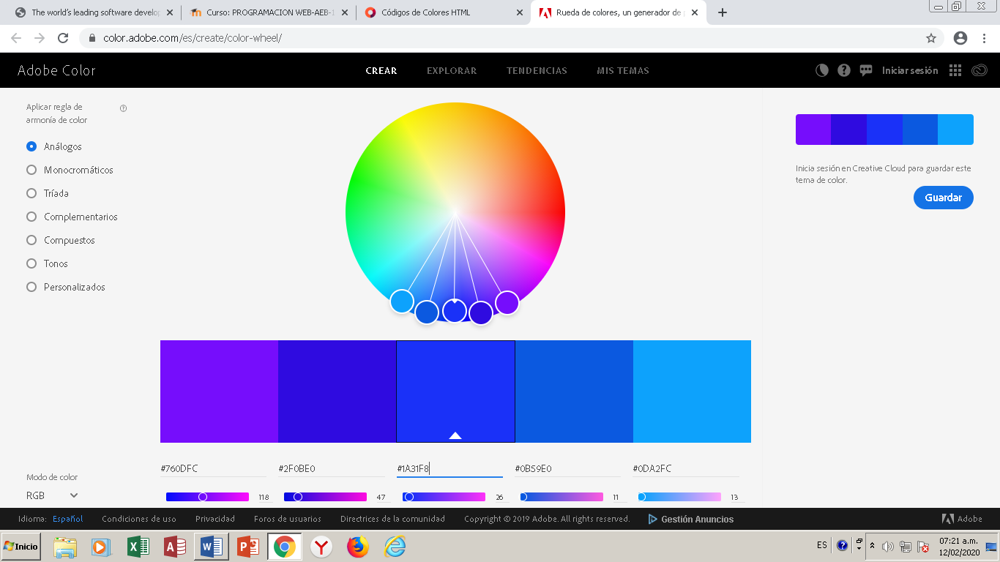 The world's leading software develo
Curso: PROGRAMACION WEB-AEB-1
Códigos de Colores HTML
Rueda de colores, un generador de
color.adobe.com/es/create/color-wheel/
Adobe Color
CREAR
EXPLORAR
TENDENCIAS
MIS TEMAS
Iniciar sesión
Aplicar regla de
armonía de color
Análogos
Monocromáticos
Tríada
Complementarios
Compuestos
Tonos
Personalizados
Inicia sesión en Creative Cloud para guardar este
tema de color.
Guardar
#760DFC
#2F0BE0
#1A31F8
#0B59E0
#0DA2FC
Modo de color
RGB
118
47
26
11
13
Idioma: Español
Condiciones de uso
Privacidad
Foros de usuarios
Directrices de la comunidad
Copyright © 2019 Adobe. All rights reserved.
Gestión Anuncios
Adobe
Inicio
ES
07:21 a.m.
12/02/2020